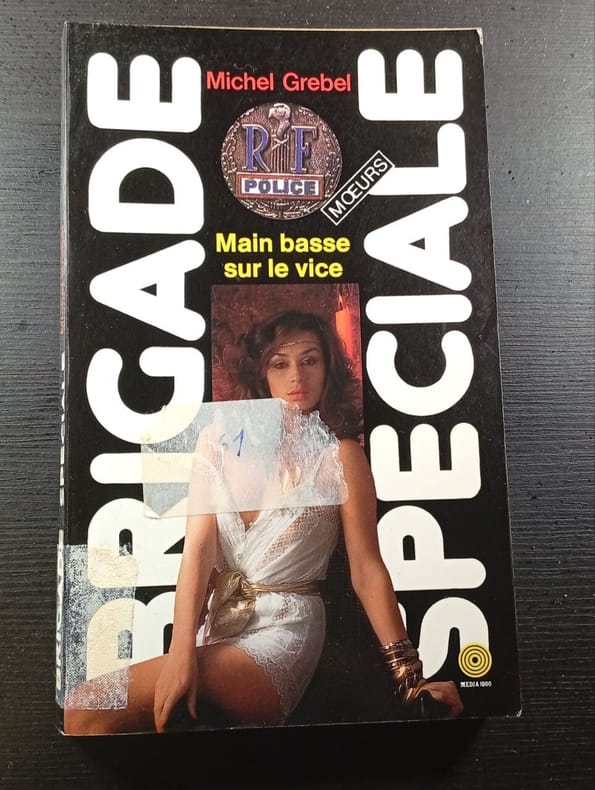 BRIGADE
SPECIALE
Michel Grebel
RF
POLICE
MŒURS
Main basse
sur le vice
MEDIA 1000